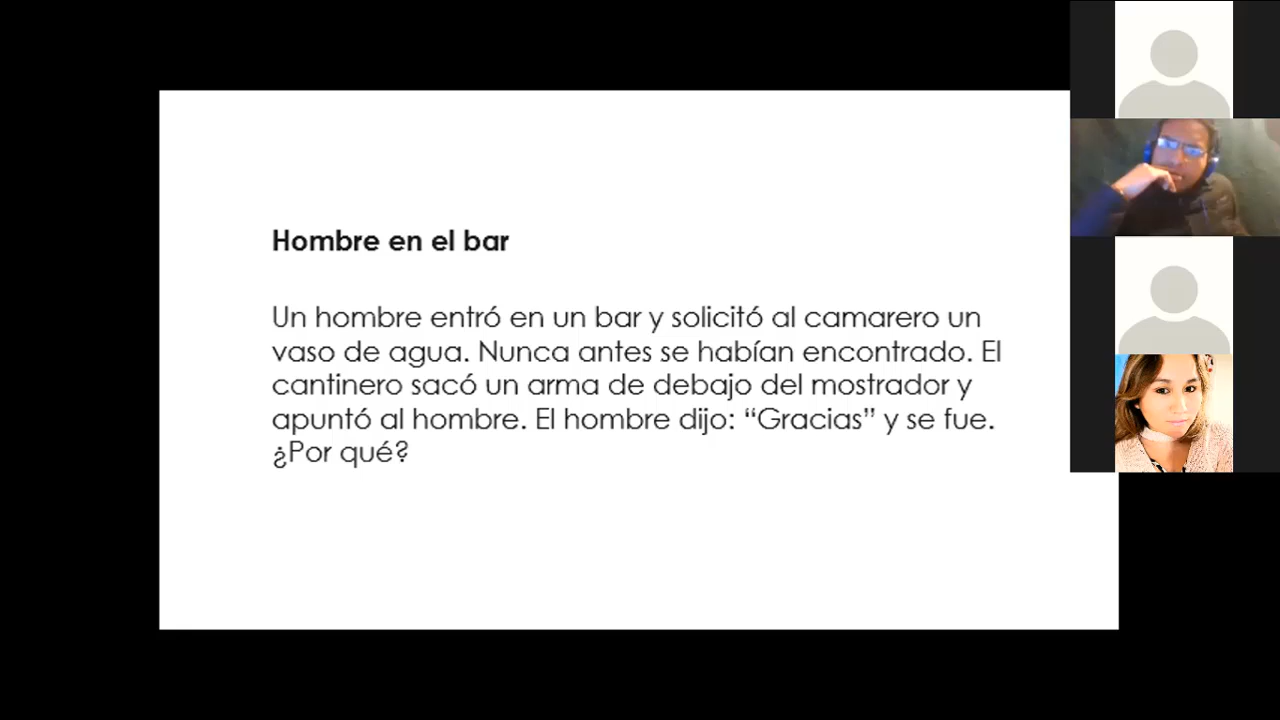 Hombre en el bar
Un hombre entró en un bar y solicitó al camarero un
vaso de agua. Nunca antes se habían encontrado. El
cantinero sacó un arma de debajo del mostrador y
apuntó al hombre. El hombre dijo: “Gracias” y se fue.
¿Por qué?